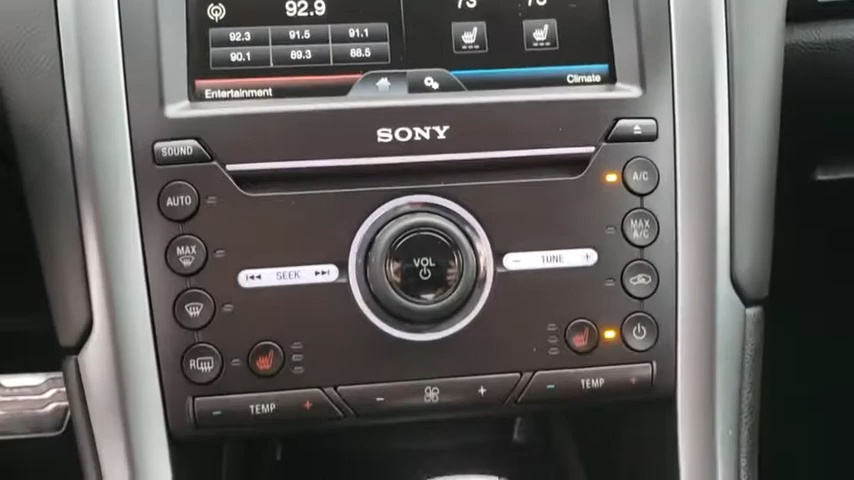 92.9
92.3 91.5 91.1
90.1 89.3 88.5
Entertainment
Climate
SONY
SOUND
AUTO
A/C
MAX
MAX
A/C
VOL
SEEK
TUNE
R
TEMP
TEMP